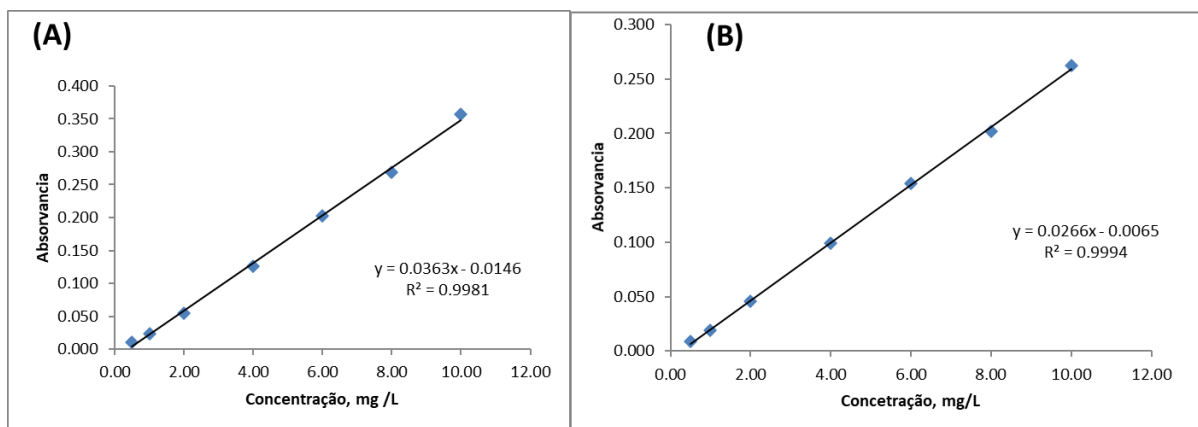 (A)
0.400
0.350
0.300
0.250
0.200
0.150
0.100
0.050
0.000
Absorvancia
y = 0.0363x - 0.0146
R² = 0.9981
0.00 2.00 4.00 6.00 8.00 10.00 12.00
Concentração, mg /L
(B)
0.300
0.250
0.200
0.150
0.100
0.050
0.000
Absorvancia
y = 0.0266x - 0.0065
R² = 0.9994
0.00 2.00 4.00 6.00 8.00 10.00 12.00
Concetração, mg/L